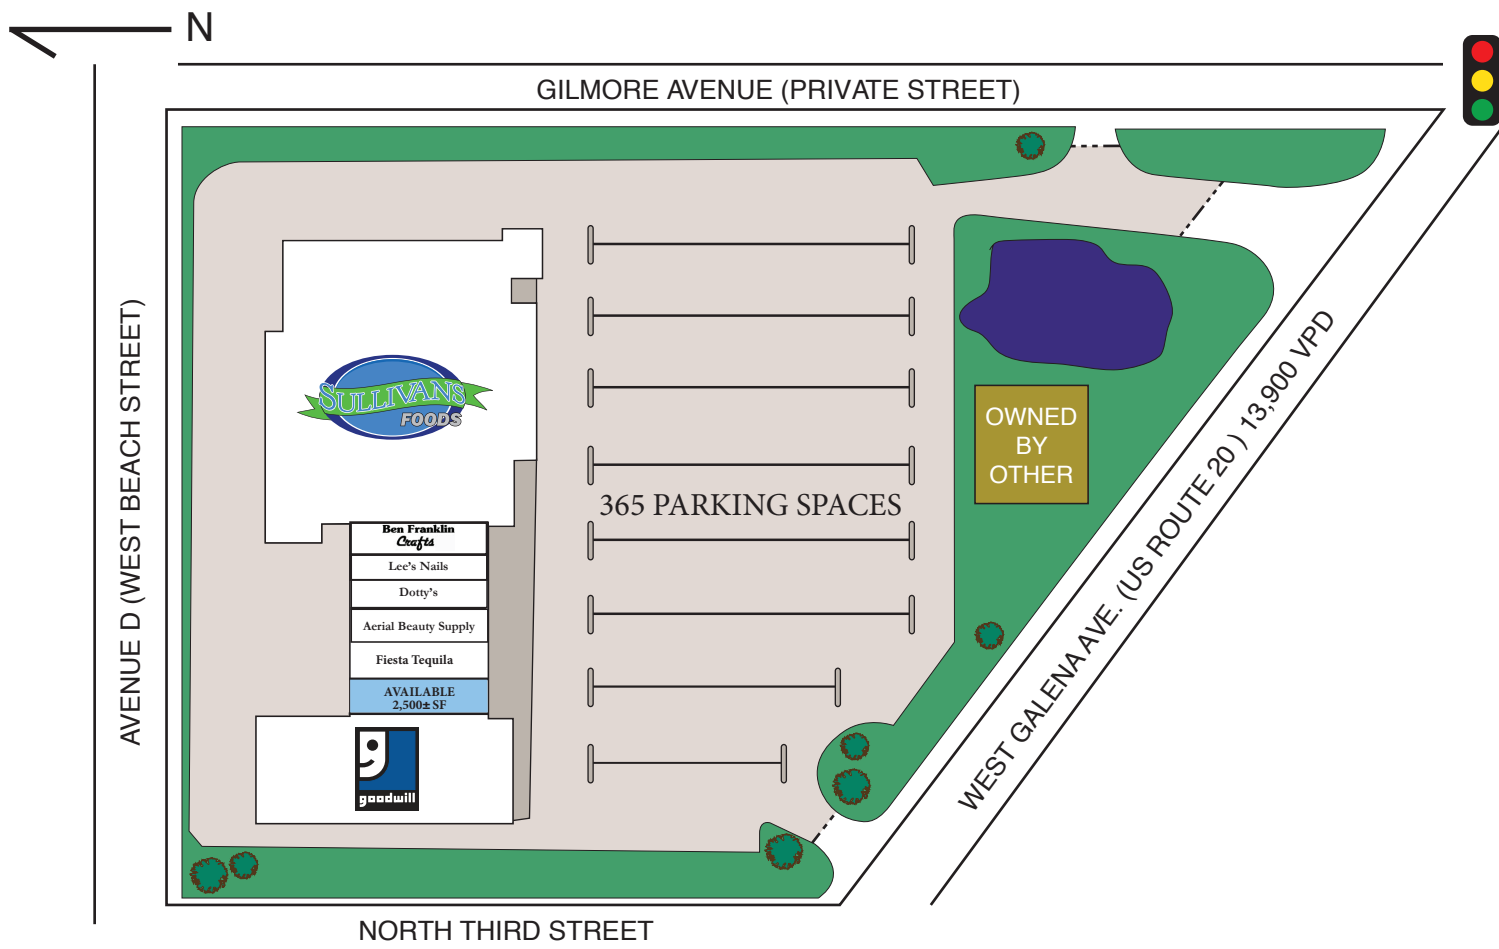 N
GILMORE AVENUE (PRIVATE STREET)
AVENUE D (WEST BEACH STREET)
SULLIVANS
FOODS
OWNED
BY
OTHER
WEST GALENA AVE. (US ROUTE 20 ) 13,900 VPD
365 PARKING SPACES
Ben Franklin
Crafts
Lee's Nails
Dotty's
Aerial Beauty Supply
Fiesta Tequila
AVAILABLE
2,500± SF
goodwill
NORTH THIRD STREET